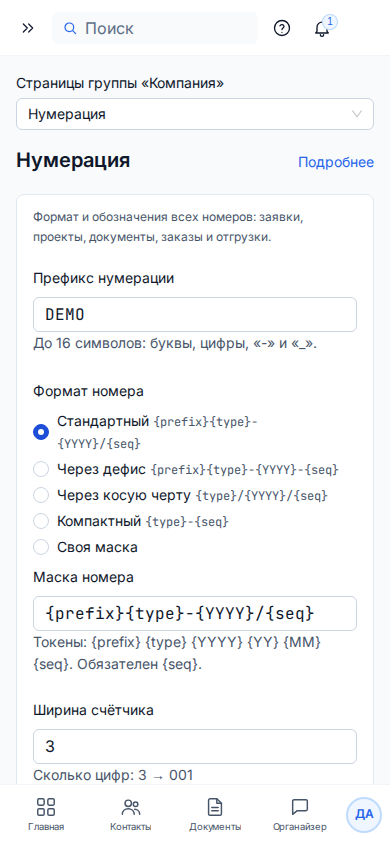 Поиск
1
Страницы группы «Компания»
Нумерация
Нумерация
Подробнее
Формат и обозначения всех номеров: заявки,
проекты, документы, заказы и отгрузки.
Префикс нумерации
DEMO
До 16 символов: буквы, цифры, «-» и «_».
Формат номера
Стандартный {prefix}{type}-
{YYYY}/{seq}
Через дефис {prefix}{type}-{YYYY}-{seq}
Через косую черту {type}/{YYYY}/{seq}
Компактный {type}-{seq}
Своя маска
Маска номера
{prefix}{type}-{YYYY}/{seq}
Токены: {prefix} {type} {YYYY} {YY} {MM}
{seq}. Обязателен {seq}.
Ширина счётчика
3
Сколько цифр: 3 → 001
Главная
Контакты
Документы
Органайзер
ДА